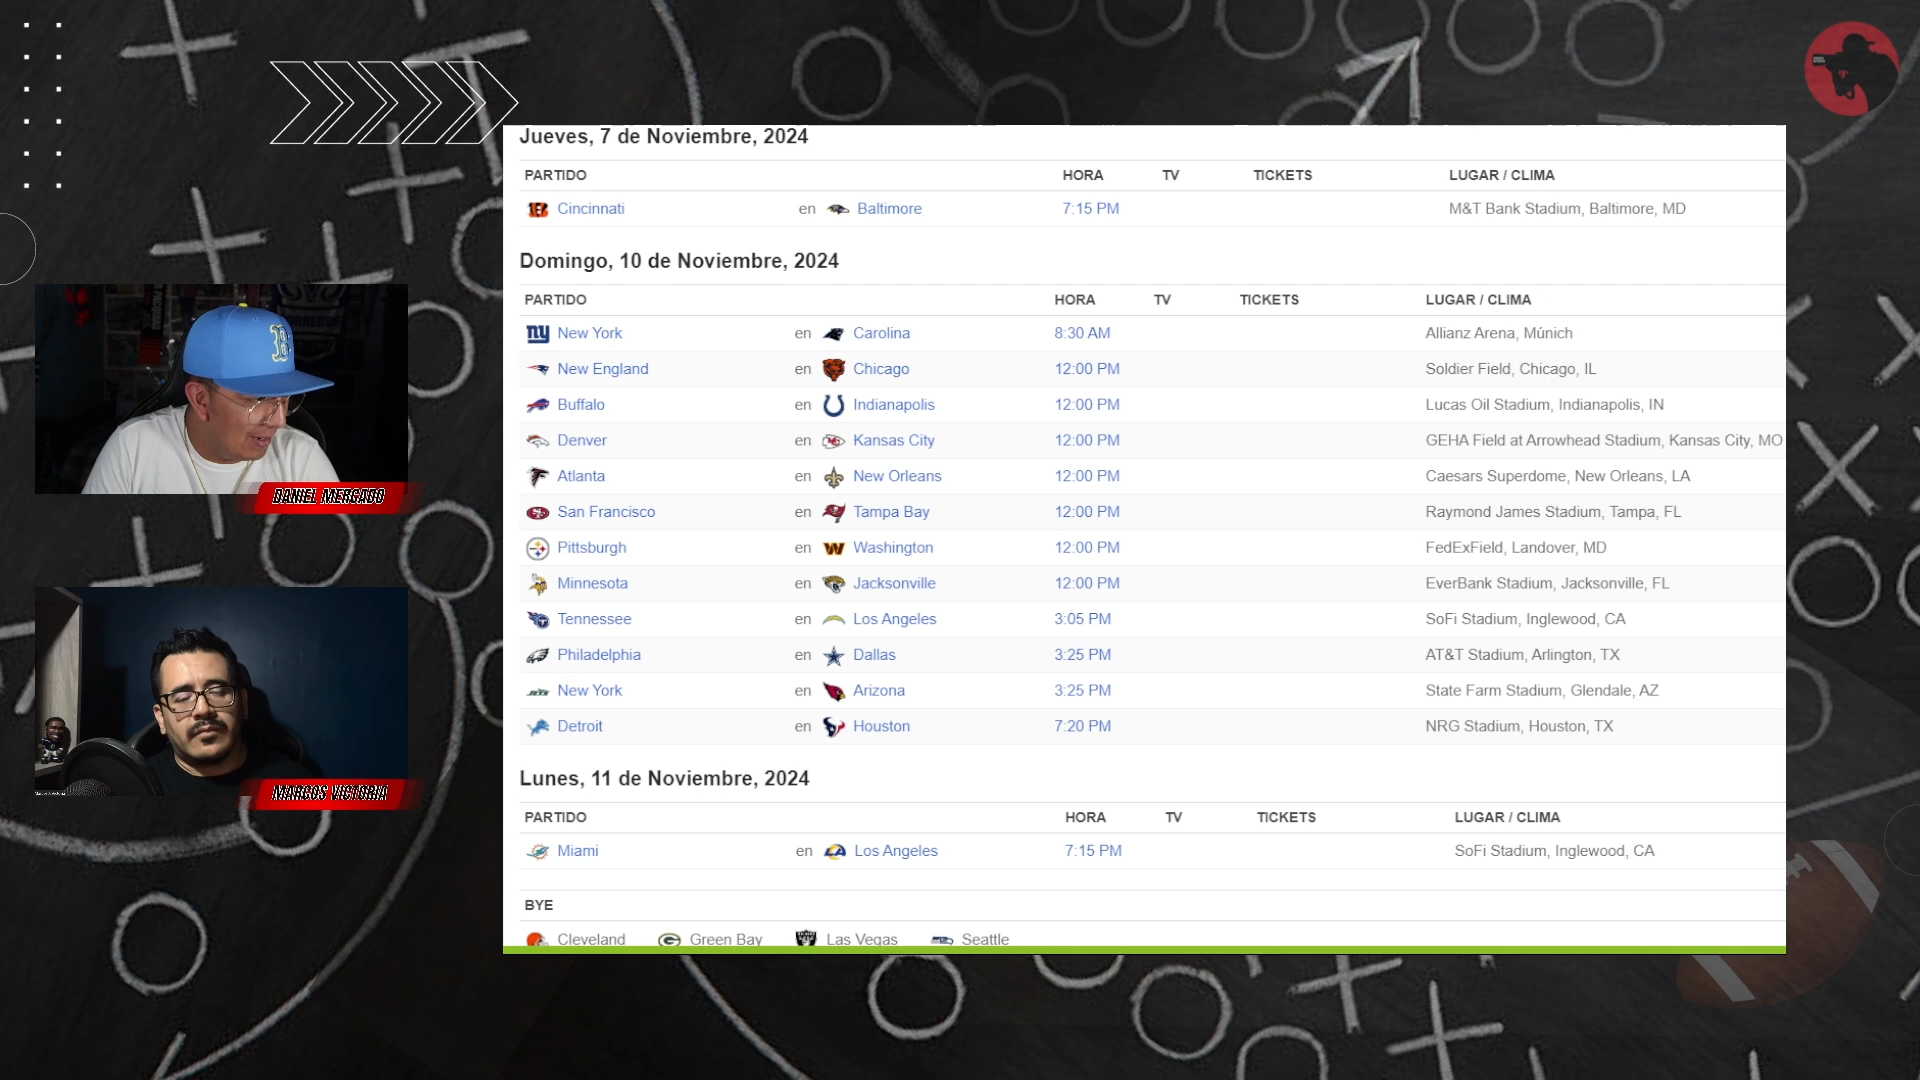 Jueves, 7 de Noviembre, 2024
PARTIDO HORA TV TICKETS LUGAR / CLIMA
Cincinnati en Baltimore 7:15 PM M&T Bank Stadium, Baltimore, MD
Domingo, 10 de Noviembre, 2024
PARTIDO HORA TV TICKETS LUGAR / CLIMA
ny New York en Carolina 8:30 AM Allianz Arena, Múnich
New England en Chicago 12:00 PM Soldier Field, Chicago, IL
Buffalo en Indianapolis 12:00 PM Lucas Oil Stadium, Indianapolis, IN
Denver en Kansas City 12:00 PM GEHA Field at Arrowhead Stadium, Kansas City, MO
Atlanta en New Orleans 12:00 PM Caesars Superdome, New Orleans, LA
San Francisco en Tampa Bay 12:00 PM Raymond James Stadium, Tampa, FL
Pittsburgh en W Washington 12:00 PM FedExField, Landover, MD
Minnesota en Jacksonville 12:00 PM EverBank Stadium, Jacksonville, FL
Tennessee en Los Angeles 3:05 PM SoFi Stadium, Inglewood, CA
Philadelphia en Dallas 3:25 PM AT&T Stadium, Arlington, TX
New York en Arizona 3:25 PM State Farm Stadium, Glendale, AZ
Detroit en Houston 7:20 PM NRG Stadium, Houston, TX
Lunes, 11 de Noviembre, 2024
PARTIDO HORA TV TICKETS LUGAR / CLIMA
Miami en Los Angeles 7:15 PM SoFi Stadium, Inglewood, CA
BYE
Cleveland Green Bay Las Vegas Seattle
B
DANIEL MERCADO
MARCOS VICTORIA